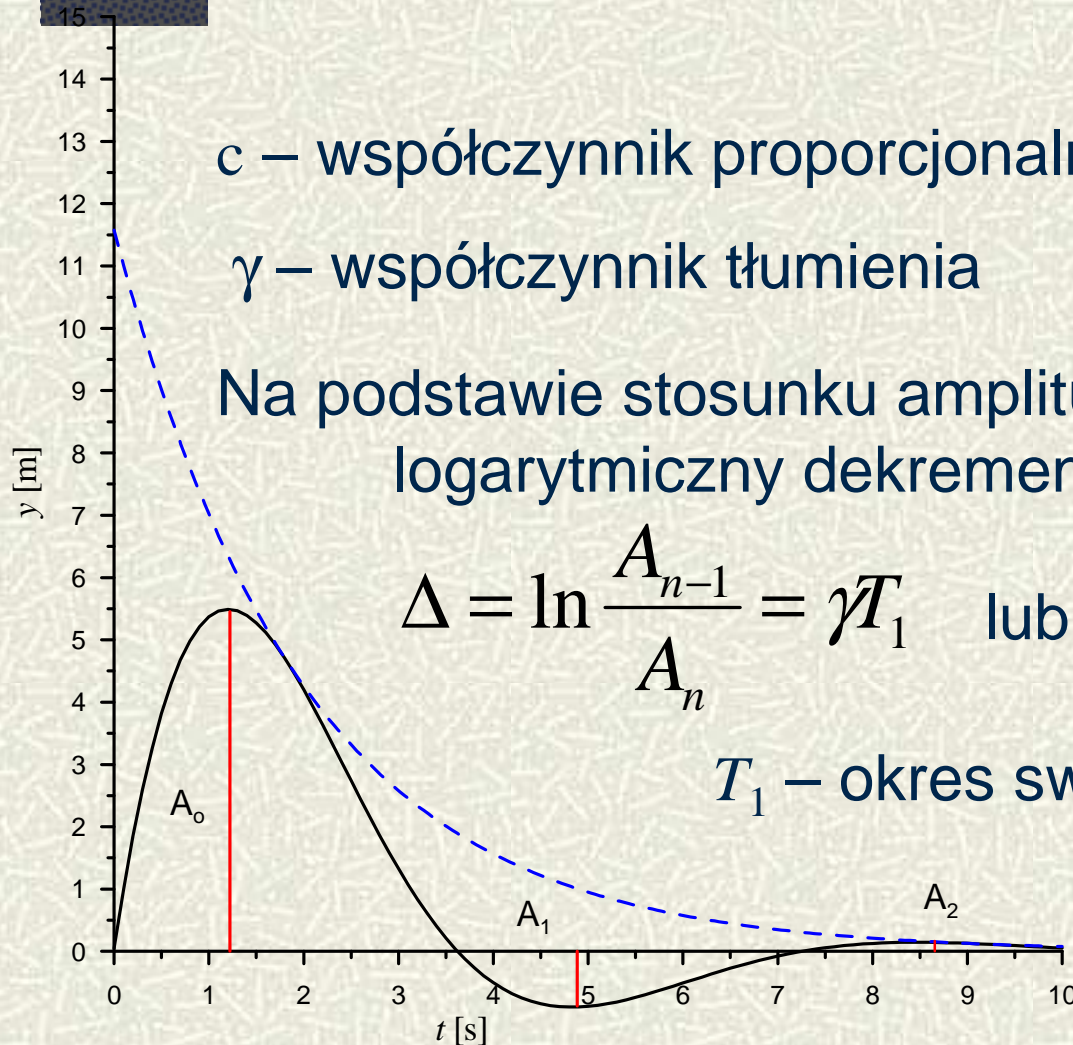 c – współczynnik proporcjonaln
γ – współczynnik tłumienia
Na podstawie stosunku amplitu
logarytmiczny dekremen
Δ = ln A_{n−1} / A_n = γT_1 lub
T_1 – okres sw
y [m]
15
14
13
12
11
10
9
8
7
6
5
4
3
2
1
0
A_o
A_1
A_2
0 1 2 3 4 5 6 7 8 9 10
t [s]